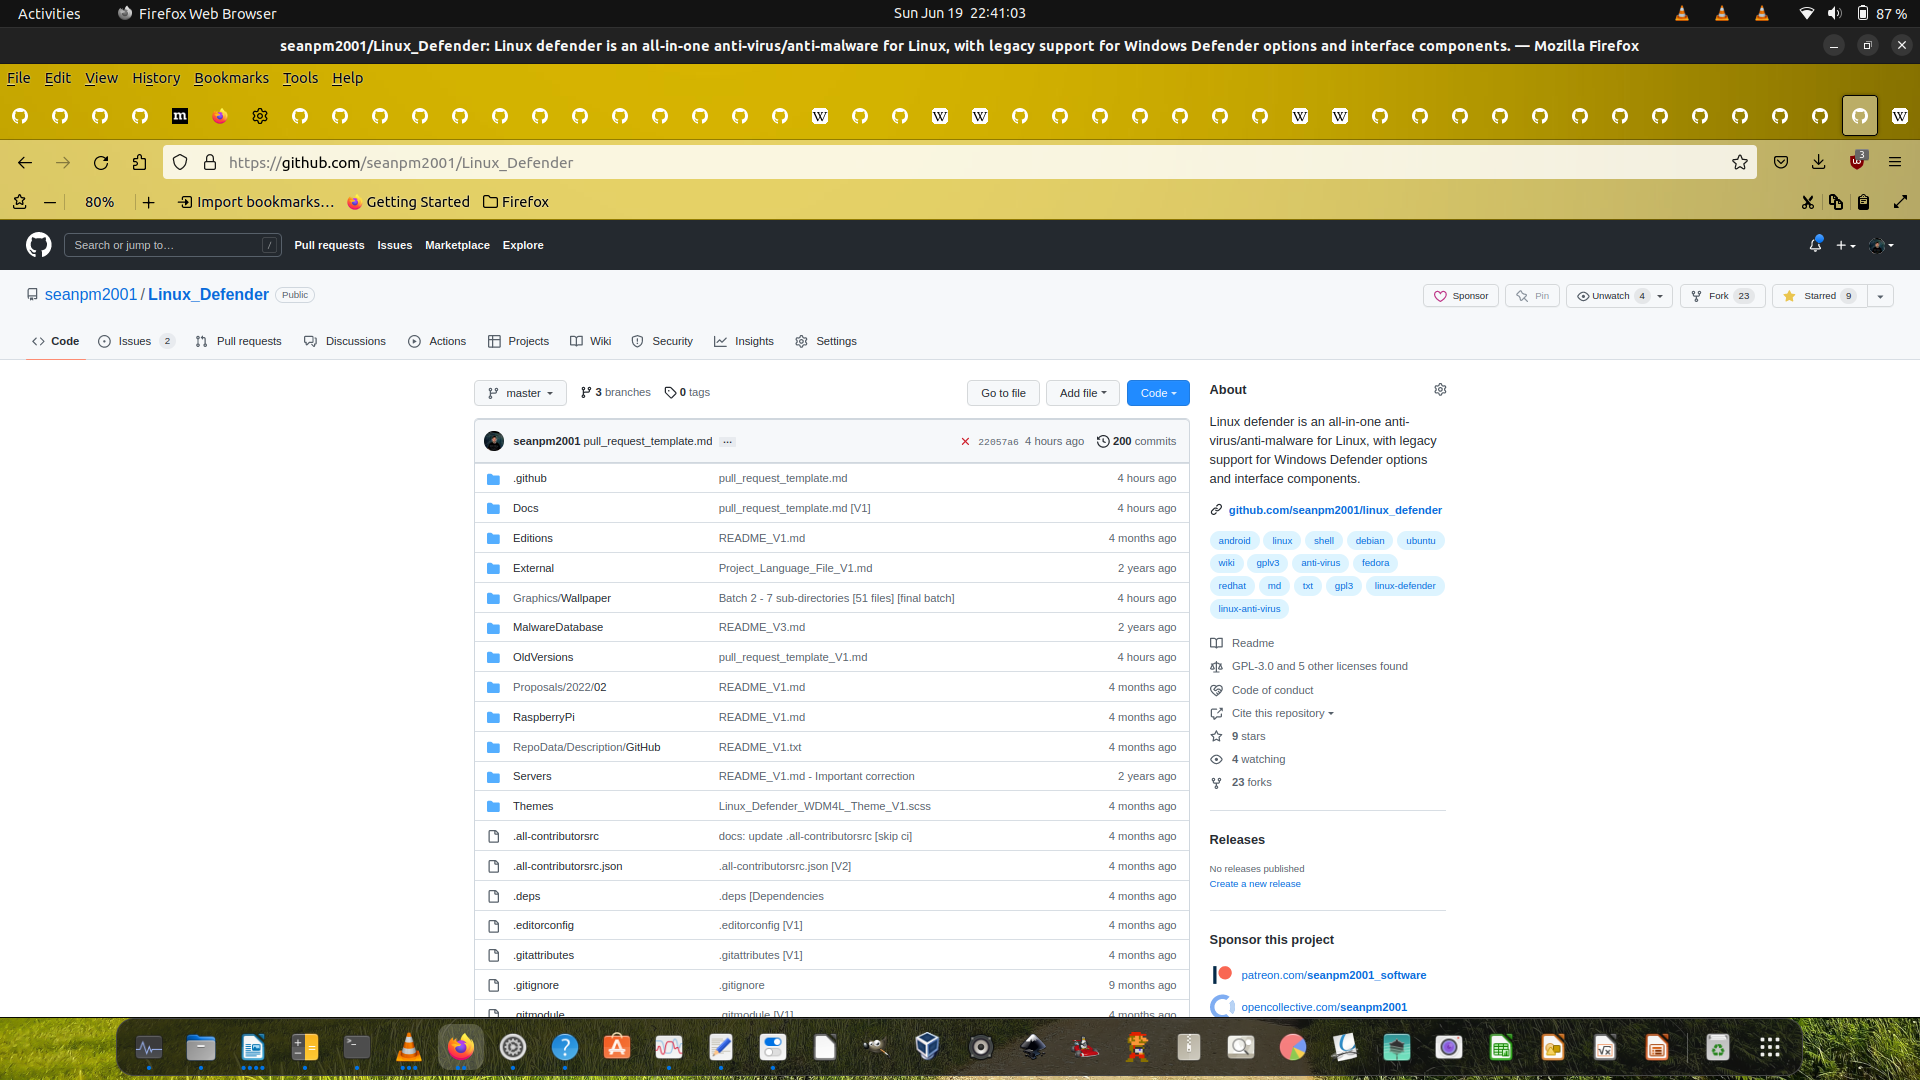 Activities Firefox Web Browser Sun Jun 19 22:41:03 87 %
seanpm2001/Linux_Defender: Linux defender is an all-in-one anti-virus/anti-malware for Linux, with legacy support for Windows Defender options and interface components. — Mozilla Firefox
File Edit View History Bookmarks Tools Help
https://github.com/seanpm2001/Linux_Defender 3
80% Import bookmarks... Getting Started Firefox
Search or jump to... / Pull requests Issues Marketplace Explore
seanpm2001 / Linux_Defender Public Sponsor Pin Unwatch 4 Fork 23 Starred 9
Code Issues 2 Pull requests Discussions Actions Projects Wiki Security Insights Settings
master 3 branches 0 tags Go to file Add file Code
seanpm2001 pull_request_template.md ... 22057a6 4 hours ago 200 commits
.github pull_request_template.md 4 hours ago
Docs pull_request_template.md [V1] 4 hours ago
Editions README_V1.md 4 months ago
External Project_Language_File_V1.md 2 years ago
Graphics/Wallpaper Batch 2 - 7 sub-directories [51 files] [final batch] 4 hours ago
MalwareDatabase README_V3.md 2 years ago
OldVersions pull_request_template_V1.md 4 hours ago
Proposals/2022/02 README_V1.md 4 months ago
RaspberryPi README_V1.md 4 months ago
RepoData/Description/GitHub README_V1.txt 4 months ago
Servers README_V1.md - Important correction 2 years ago
Themes Linux_Defender_WDM4L_Theme_V1.scss 4 months ago
.all-contributorsrc docs: update .all-contributorsrc [skip ci] 4 months ago
.all-contributorsrc.json .all-contributorsrc.json [V2] 4 months ago
.deps .deps [Dependencies 4 months ago
.editorconfig .editorconfig [V1] 4 months ago
.gitattributes .gitattributes [V1] 4 months ago
.gitignore .gitignore 9 months ago
.gitmodule .gitmodule [V1] 4 months ago
About
Linux defender is an all-in-one anti-
virus/anti-malware for Linux, with legacy
support for Windows Defender options
and interface components.
github.com/seanpm2001/linux_defender
android linux shell debian ubuntu
wiki gplv3 anti-virus fedora
redhat md txt gpl3 linux-defender
linux-anti-virus
Readme
GPL-3.0 and 5 other licenses found
Code of conduct
Cite this repository
9 stars
4 watching
23 forks
Releases
No releases published
Create a new release
Sponsor this project
patreon.com/seanpm2001_software
opencollective.com/seanpm2001